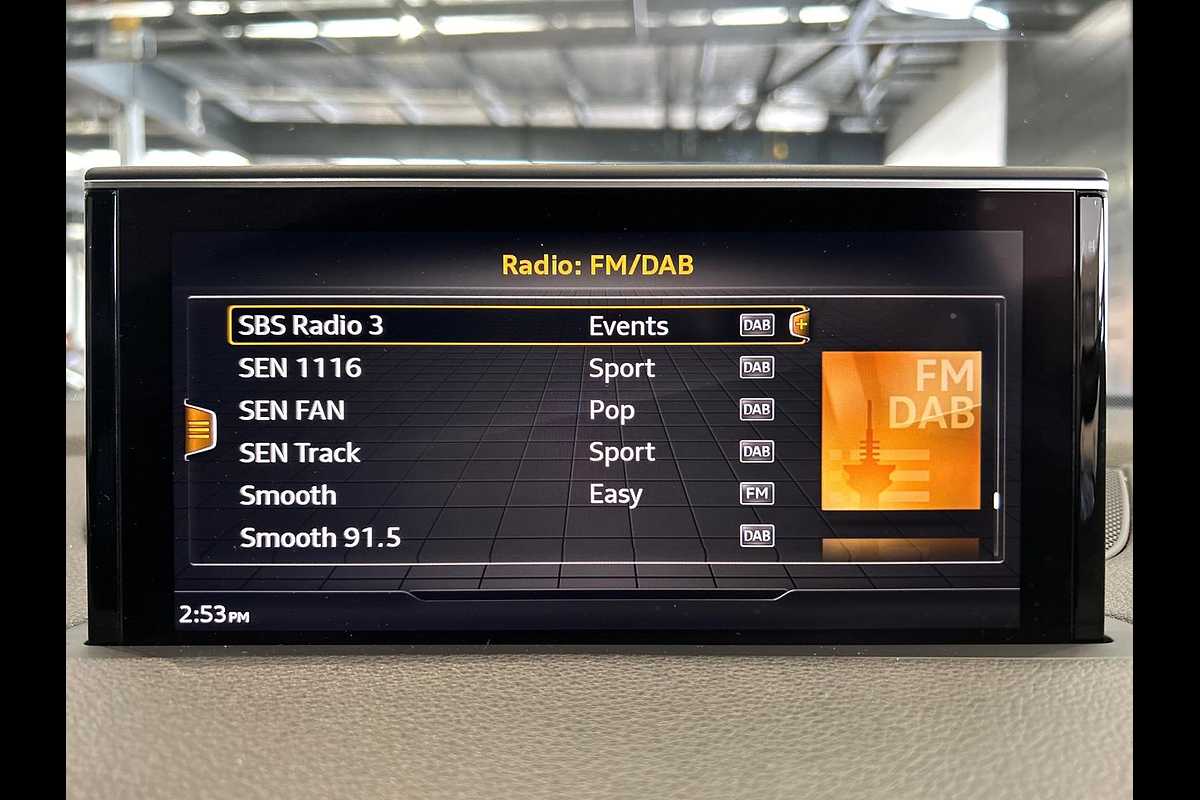 Radio: FM/DAB
SBS Radio 3 Events DAB
SEN 1116 Sport DAB
SEN FAN Pop DAB
SEN Track Sport DAB
Smooth Easy FM
Smooth 91.5 DAB
FM
DAB
2:53PM